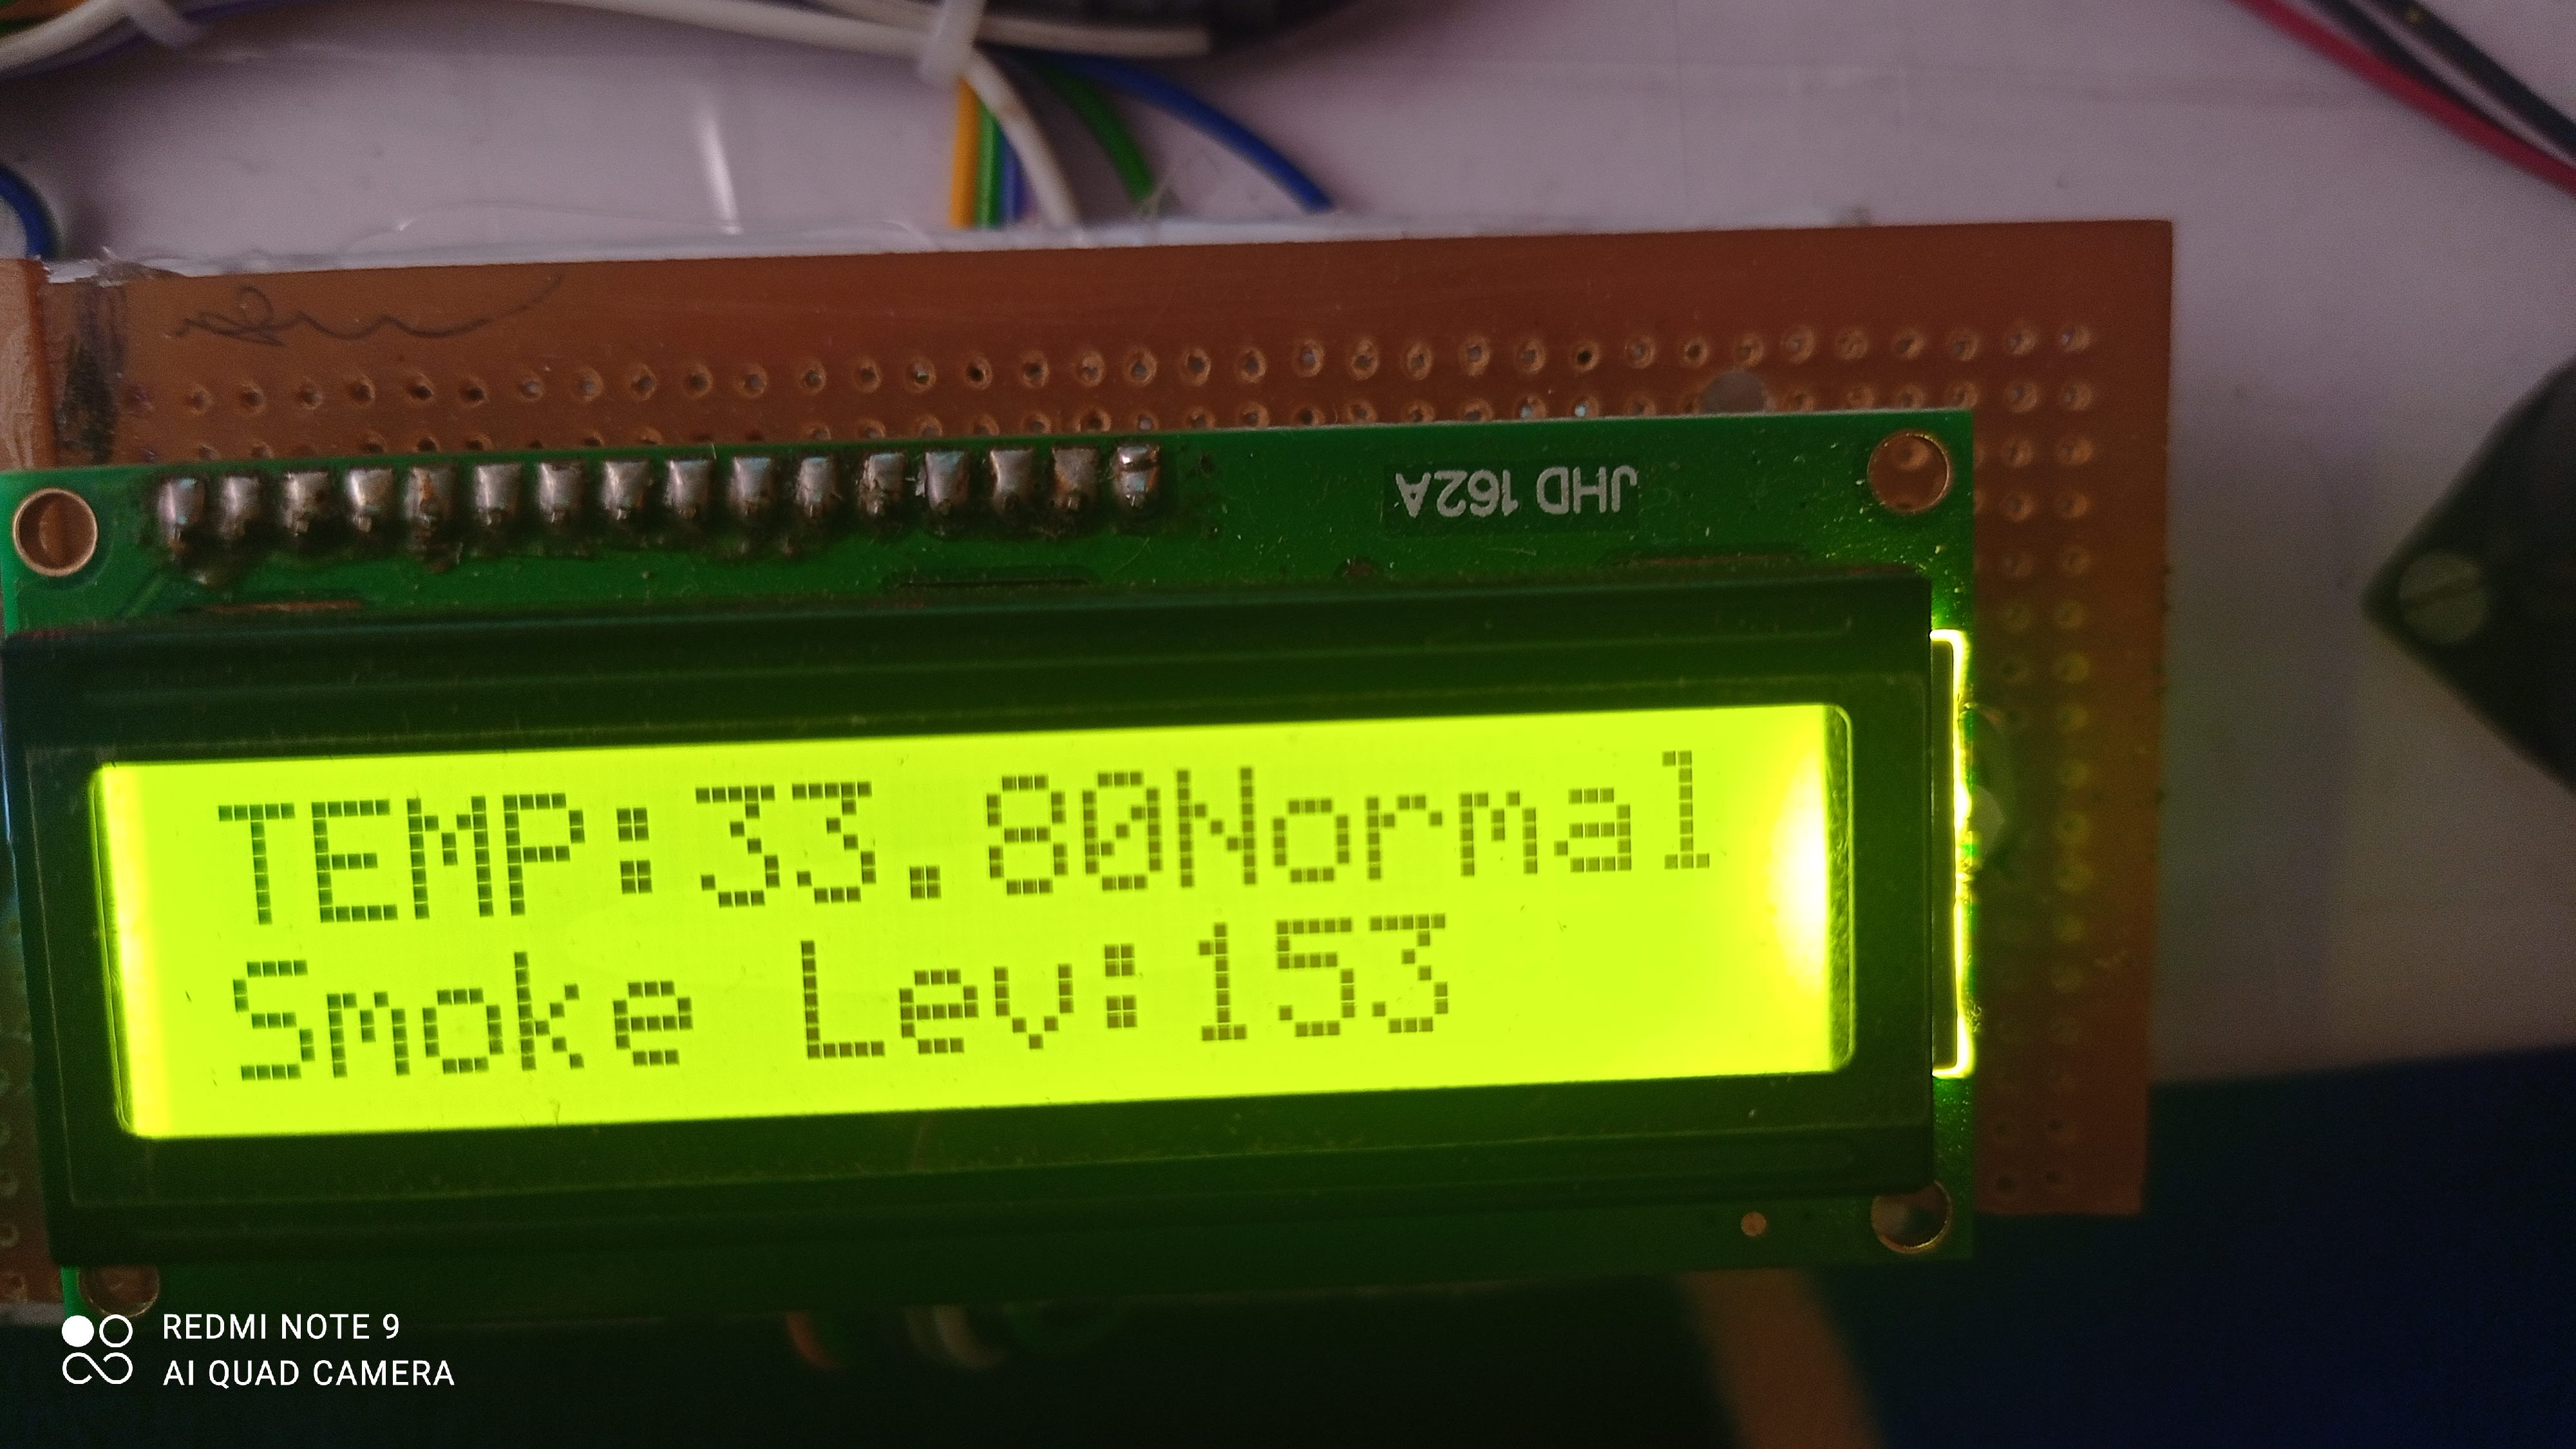 JHD 162A
TEMP:33.80Normal
Smoke Lev:153
REDMI NOTE 9
AI QUAD CAMERA